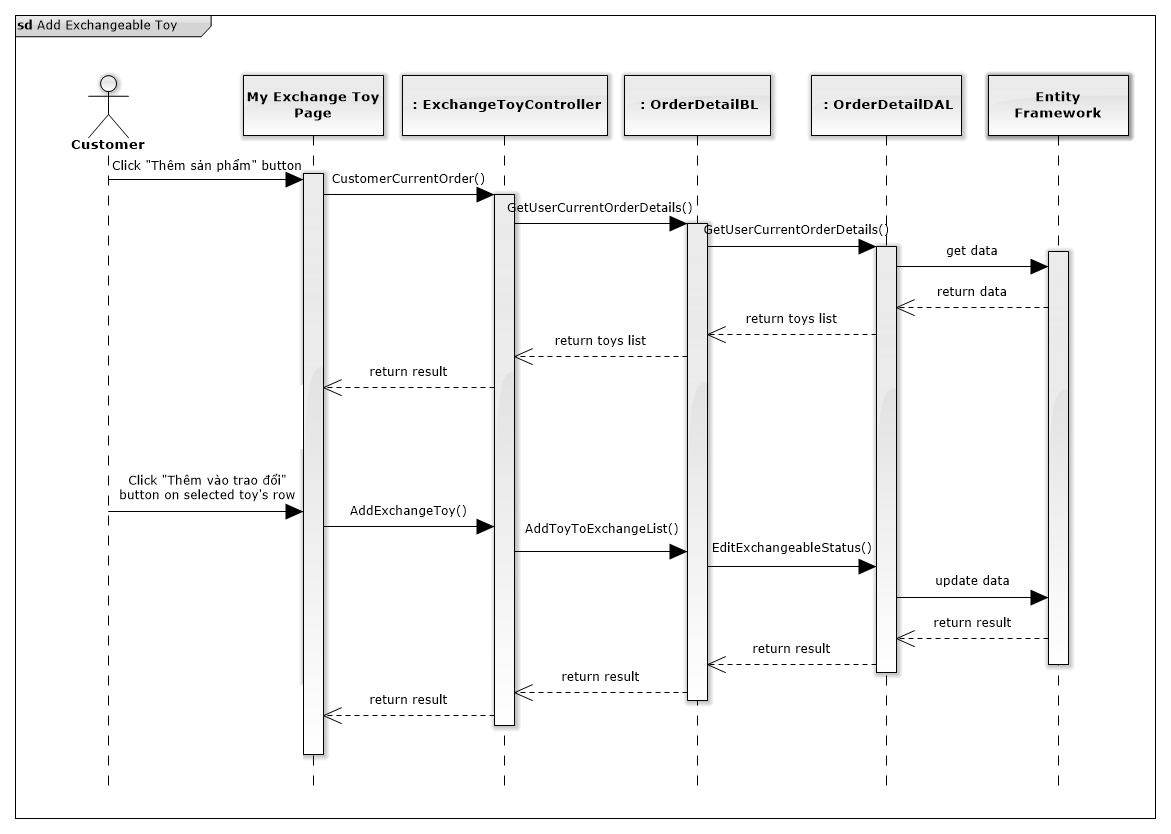 sd Add Exchangeable Toy
Customer
My Exchange Toy
Page
: ExchangeToyController
: OrderDetailBL
: OrderDetailDAL
Entity
Framework
Click "Thêm sản phẩm" button
CustomerCurrentOrder()
GetUserCurrentOrderDetails()
GetUserCurrentOrderDetails()
get data
return data
return toys list
return toys list
return result
Click "Thêm vào trao đổi"
button on selected toy's row
AddExchangeToy()
AddToyToExchangeList()
EditExchangeableStatus()
update data
return result
return result
return result
return result